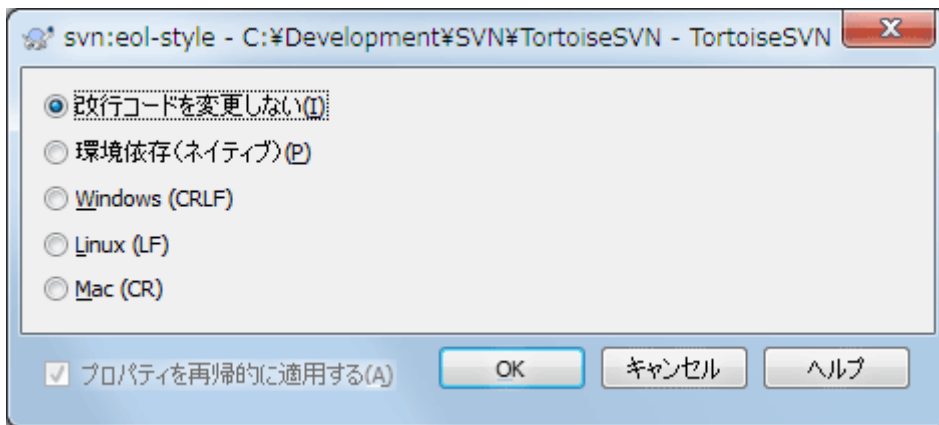 svn:eol-style - C:¥Development¥SVN¥TortoiseSVN - TortoiseSVN
改行コードを変更しない(I)
環境依存(ネイティブ)(P)
Windows (CRLF)
Linux (LF)
Mac (CR)
プロパティを再帰的に適用する(A) OK キャンセル ヘルプ